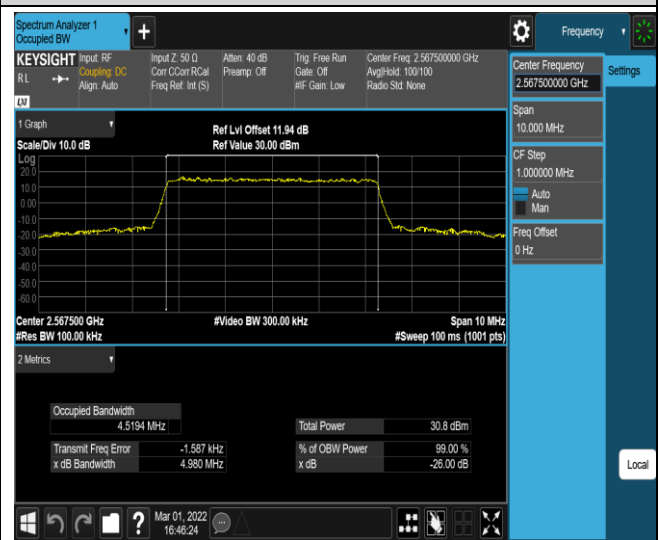 Spectrum Analyzer 1
Occupied BW
Frequency
KEYSIGHT Input: RF Input Z: 50 Ω Atten: 40 dB Trig: Free Run Center Freq: 2.567500000 GHz
RL Coupling: DC Corr CCorr RCal Preamp: Off Gate: Off Avg|Hold: 100/100
Align: Auto Freq Ref: Int (S) #IF Gain: Low Radio Std: None
LXI
Center Frequency
2.567500000 GHz
Settings
Span
10.000 MHz
CF Step
1.000000 MHz
Auto
Man
Freq Offset
0 Hz
1 Graph
Ref Lvl Offset 11.94 dB
Scale/Div 10.0 dB Ref Value 30.00 dBm
Log
20.0
10.0
0.00
-10.0
-20.0
-30.0
-40.0
-50.0
-60.0
Center 2.567500 GHz #Video BW 300.00 kHz Span 10 MHz
#Res BW 100.00 kHz #Sweep 100 ms (1001 pts)
2 Metrics
Occupied Bandwidth
4.5194 MHz
Total Power 30.8 dBm
Transmit Freq Error -1.587 kHz % of OBW Power 99.00 %
x dB Bandwidth 4.980 MHz x dB -26.00 dB
Local
Mar 01, 2022
16:46:24